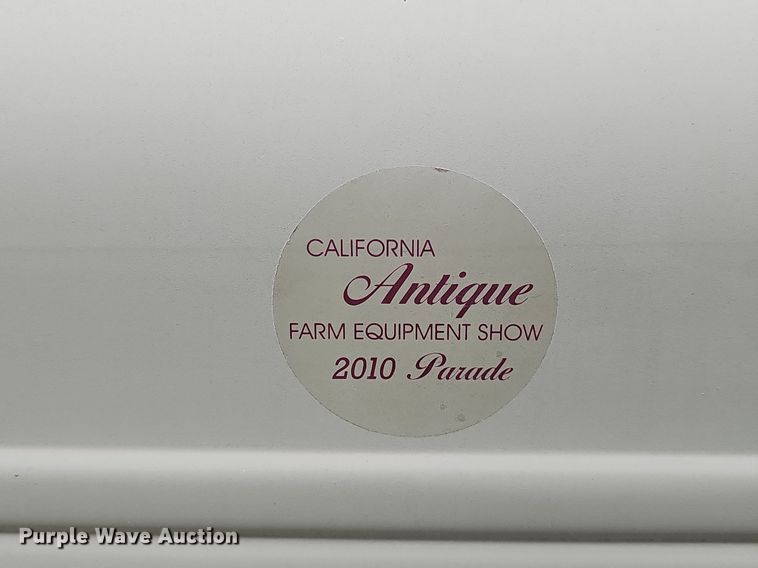 CALIFORNIA
Antique
FARM EQUIPMENT SHOW
2010 Parade
Purple Wave Auction